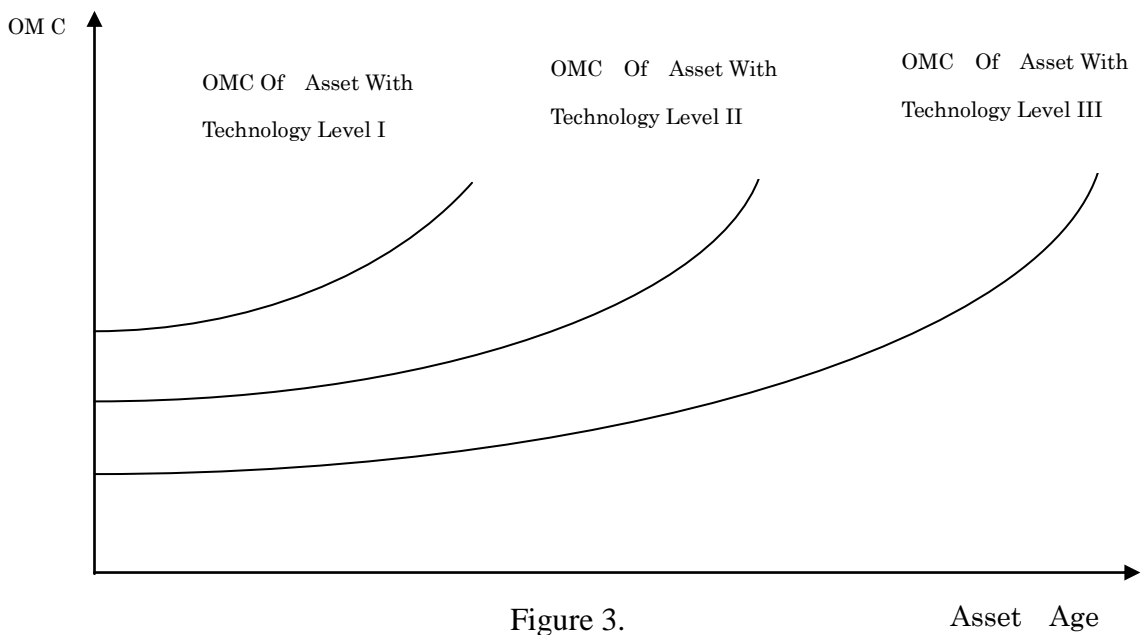 OM C
OMC Of Asset With
Technology Level I
OMC Of Asset With
Technology Level II
OMC Of Asset With
Technology Level III
Figure 3.
Asset Age